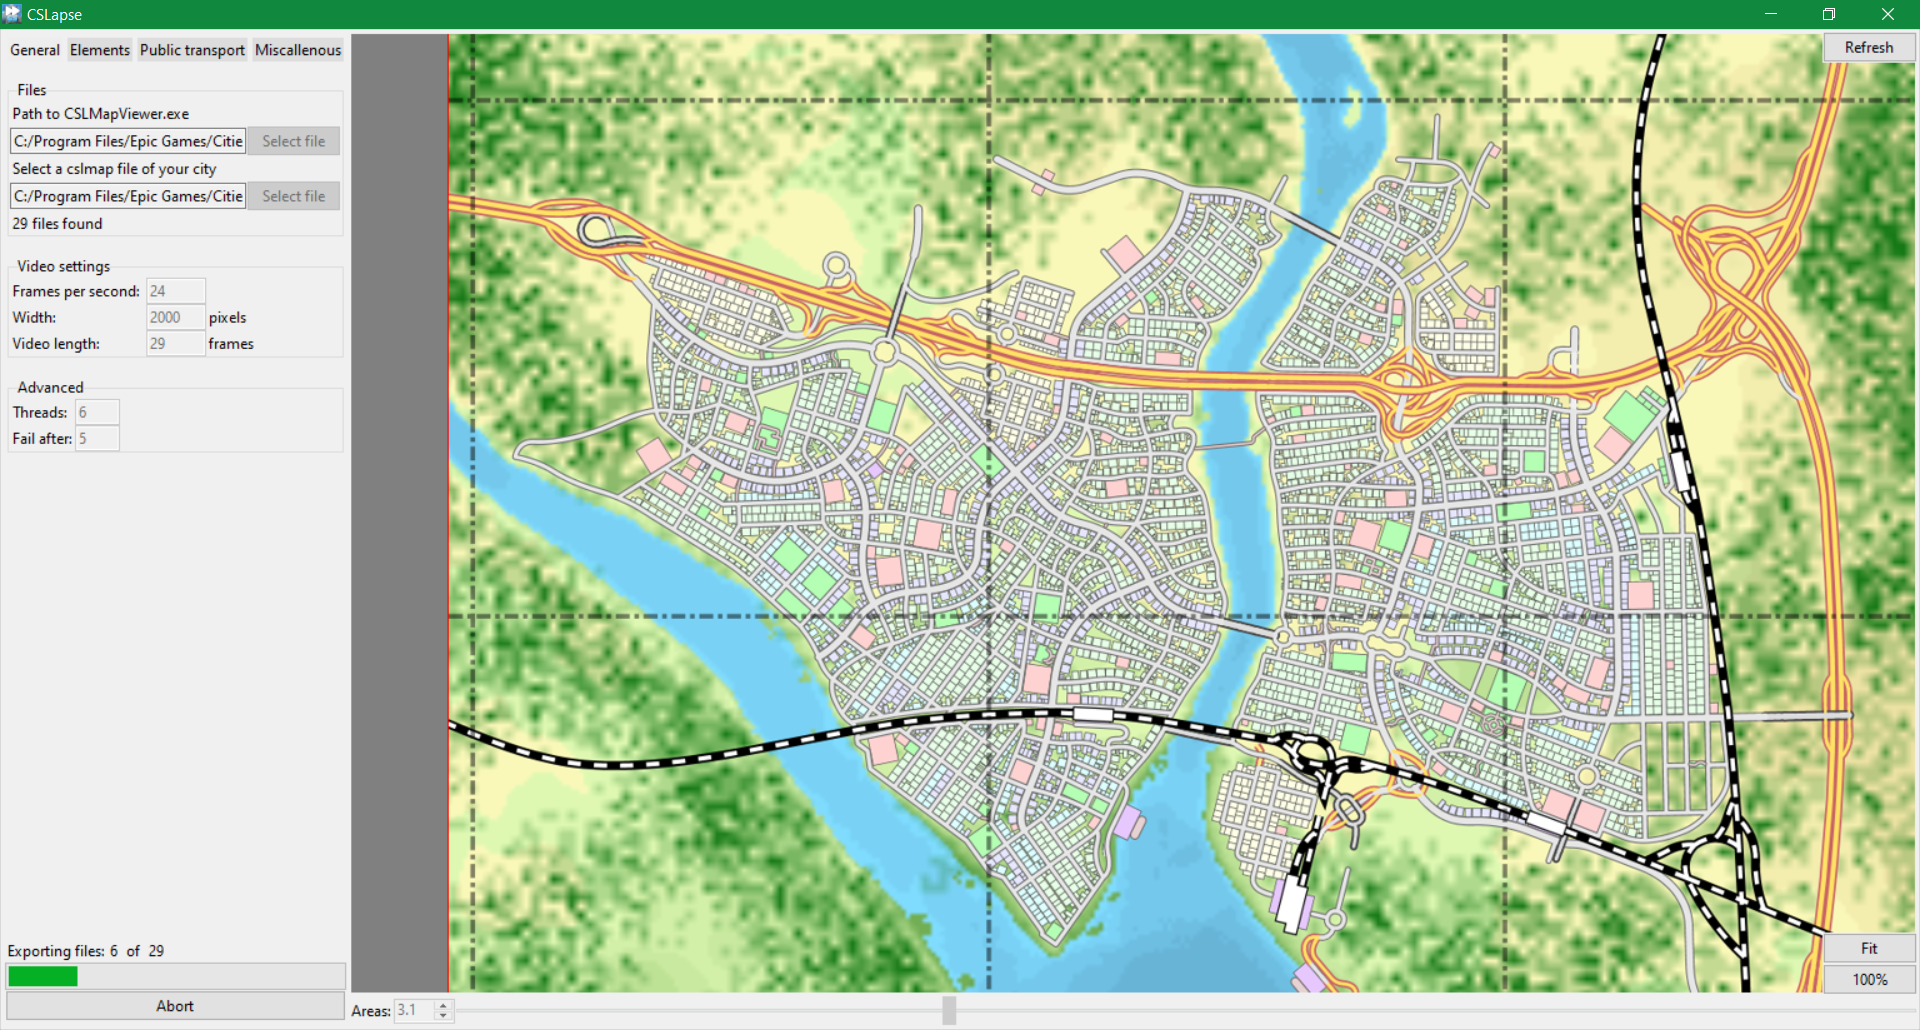 CSLapse
General Elements Public transport Miscallenous
Refresh
Files
Path to CSLMapViewer.exe
C:/Program Files/Epic Games/Citie Select file
Select a cslmap file of your city
C:/Program Files/Epic Games/Citie Select file
29 files found
Video settings
Frames per second: 24
Width: 2000 pixels
Video length: 29 frames
Advanced
Threads: 6
Fail after: 5
Exporting files: 6 of 29
Abort
Fit
100%
Areas: 3.1